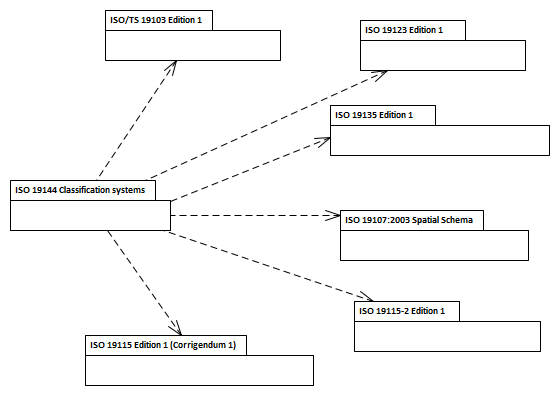 ISO/TS 19103 Edition 1
ISO 19123 Edition 1
ISO 19135 Edition 1
ISO 19144 Classification systems
ISO 19107:2003 Spatial Schema
ISO 19115-2 Edition 1
ISO 19115 Edition 1 (Corrigendum 1)